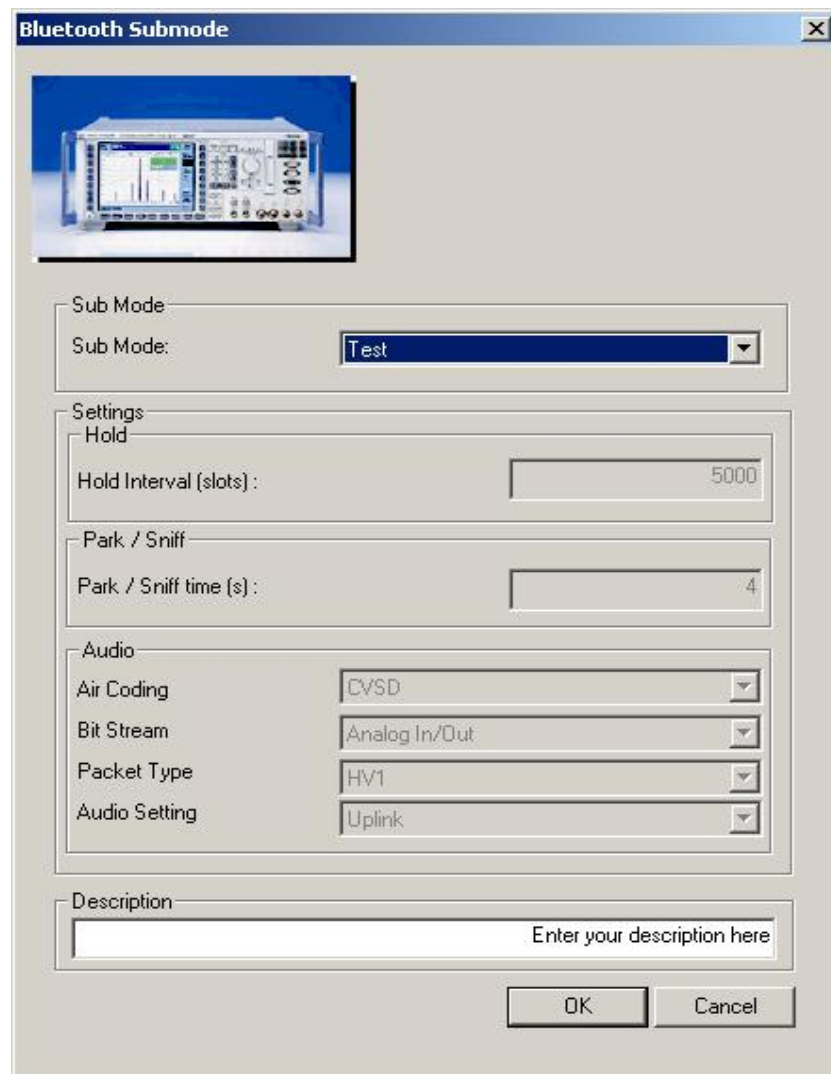 Bluetooth Submode
Sub Mode
Sub Mode:
Test
Settings
Hold
Hold Interval (slots) :
5000
Park / Sniff
Park / Sniff time (s) :
4
Audio
Air Coding
CVSD
Bit Stream
Analog In/Out
Packet Type
HV1
Audio Setting
Uplink
Description
Enter your description here
OK
Cancel